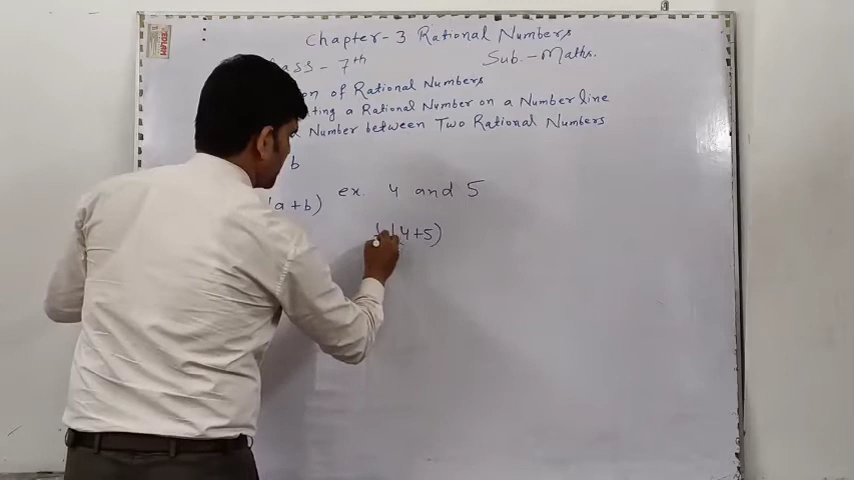 Chapter-3 Rational Numbers
ass - 7th Sub.-Maths.
on of Rational Numbers
ting a Rational Number on a Number line
Number between Two Rational Numbers
b
(a+b) ex. 4 and 5
(4+5)